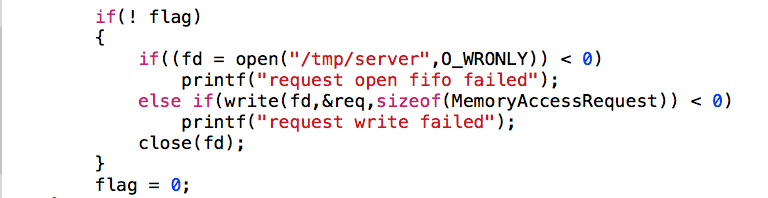 if(! flag)
{
if((fd = open("/tmp/server",O_WRONLY)) < 0)
printf("request open fifo failed");
else if(write(fd,&req,sizeof(MemoryAccessRequest)) < 0)
printf("request write failed");
close(fd);
}
flag = 0;